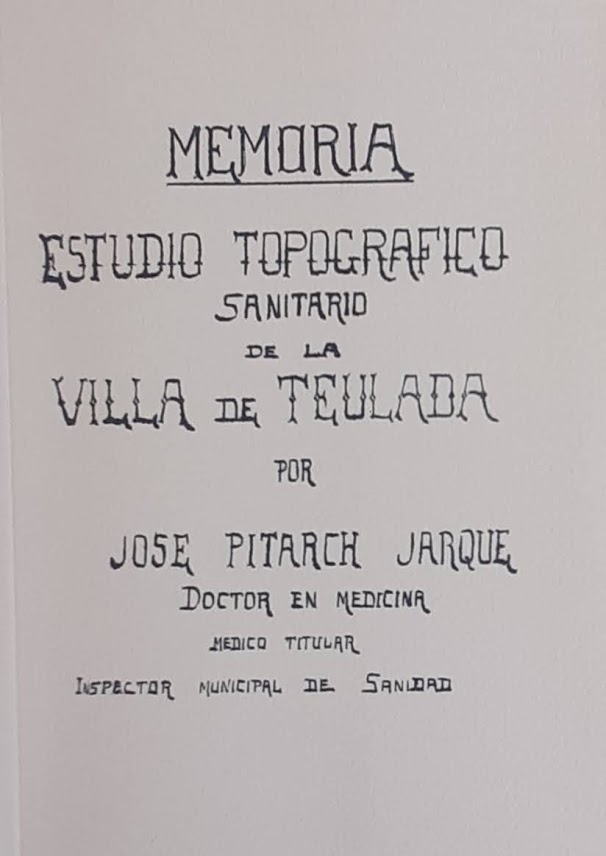 MEMORIA
ESTUDIO TOPOGRAFICO
SANITARIO
DE LA
VILLA DE TEULADA
POR
JOSE PITARCH JARQUE
DOCTOR EN MEDICINA
MEDICO TITULAR
INSPECTOR MUNICIPAL DE SANIDAD